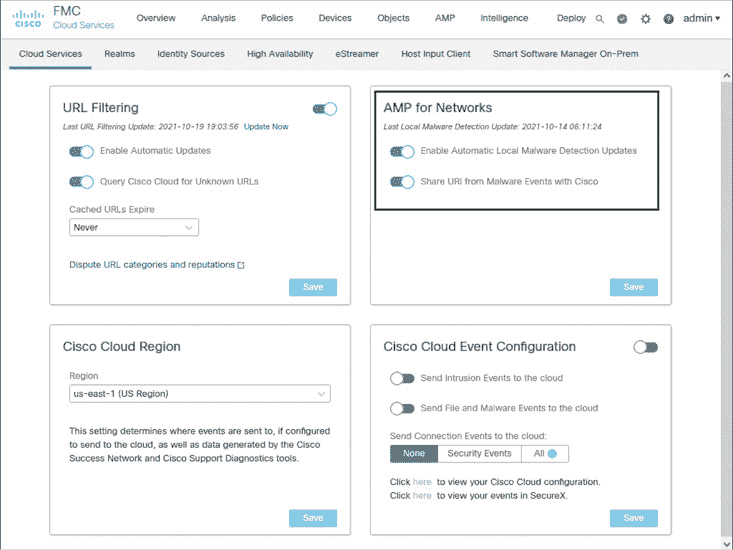 CISCO
FMC
Cloud Services
Overview
Analysis
Policies
Devices
Objects
AMP
Intelligence
Deploy
admin
Cloud Services
Realms
Identity Sources
High Availability
eStreamer
Host Input Client
Smart Software Manager On-Prem
URL Filtering
Last URL Filtering Update: 2021-10-19 19:03:56 Update Now
Enable Automatic Updates
Query Cisco Cloud for Unknown URLs
Cached URLs Expire
Never
Dispute URL categories and reputations
Save
AMP for Networks
Last Local Malware Detection Update: 2021-10-14 06:11:24
Enable Automatic Local Malware Detection Updates
Share URI from Malware Events with Cisco
Save
Cisco Cloud Region
Region
us-east-1 (US Region)
This setting determines where events are sent to, if configured
to send to the cloud, as well as data generated by the Cisco
Success Network and Cisco Support Diagnostics tools.
Save
Cisco Cloud Event Configuration
Send Intrusion Events to the cloud
Send File and Malware Events to the cloud
Send Connection Events to the cloud:
None Security Events All
Click here to view your Cisco Cloud configuration.
Click here to view your events in SecureX.
Save